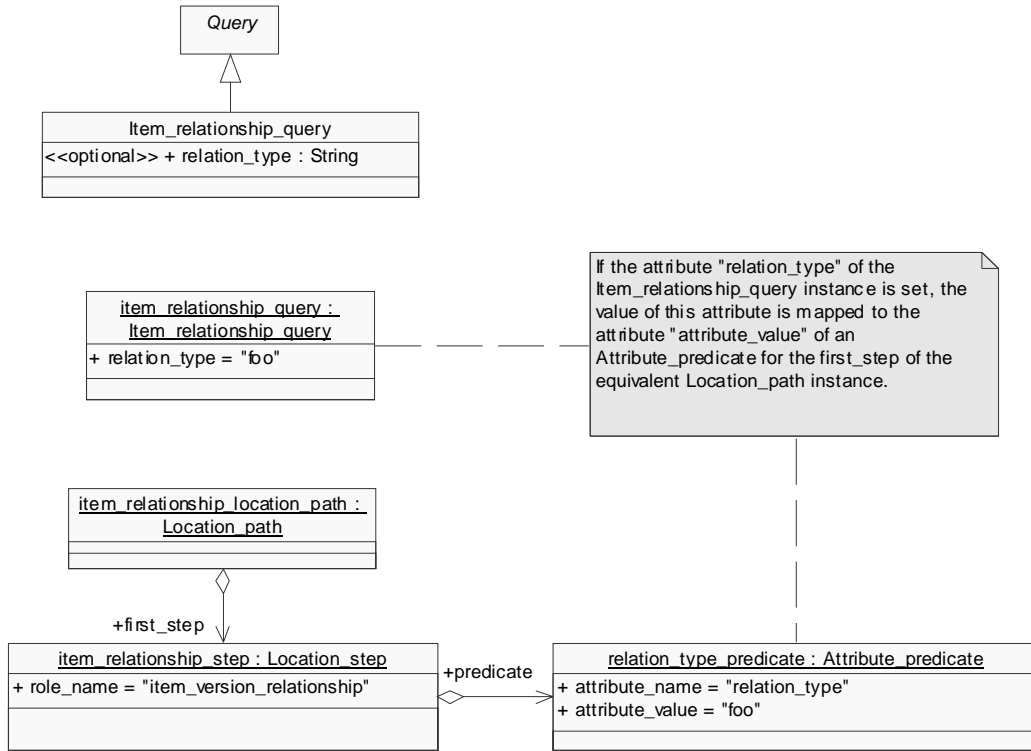 Query
Item_relationship_query
<<optional>> + relation_type : String
item_relationship_query :
Item_relationship_query
+ relation_type = "foo"
If the attribute "relation_type" of the
Item_relationship_query instance is set, the
value of this attribute is mapped to the
attribute "attribute_value" of an
Attribute_predicate for the first_step of the
equivalent Location_path instance.
item_relationship_location_path :
Location_path
+first_step
item_relationship_step : Location_step
+ role_name = "item_version_relationship"
+predicate
relation_type_predicate : Attribute_predicate
+ attribute_name = "relation_type"
+ attribute_value = "foo"